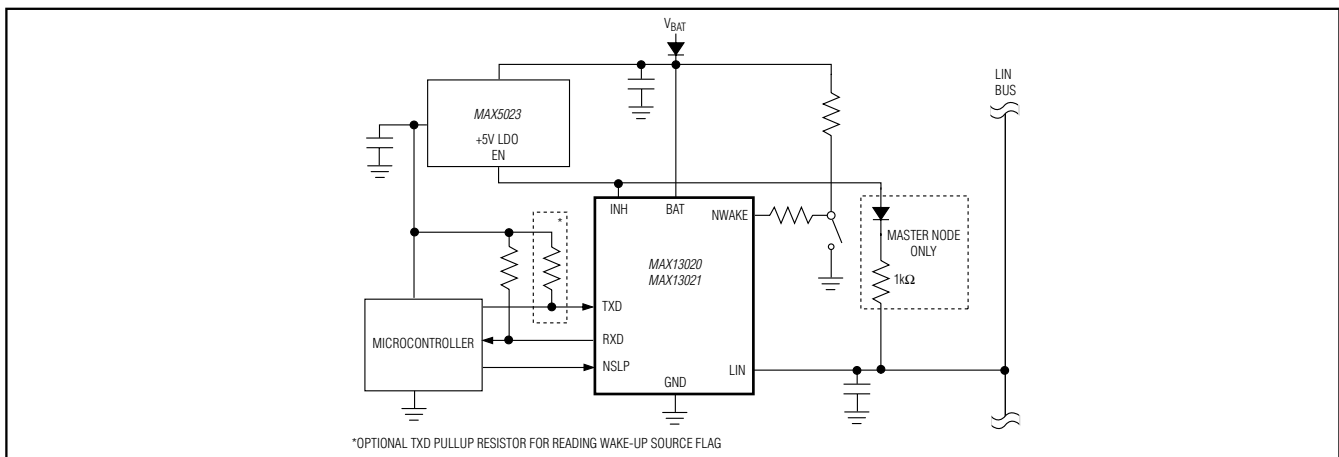 VBAT
LIN
BUS
MAX5023
+5V LDO
EN
INH
BAT
NWAKE
*
MASTER NODE
ONLY
MAX13020
MAX13021
1kΩ
TXD
MICROCONTROLLER
RXD
NSLP
LIN
GND
*OPTIONAL TXD PULLUP RESISTOR FOR READING WAKE-UP SOURCE FLAG